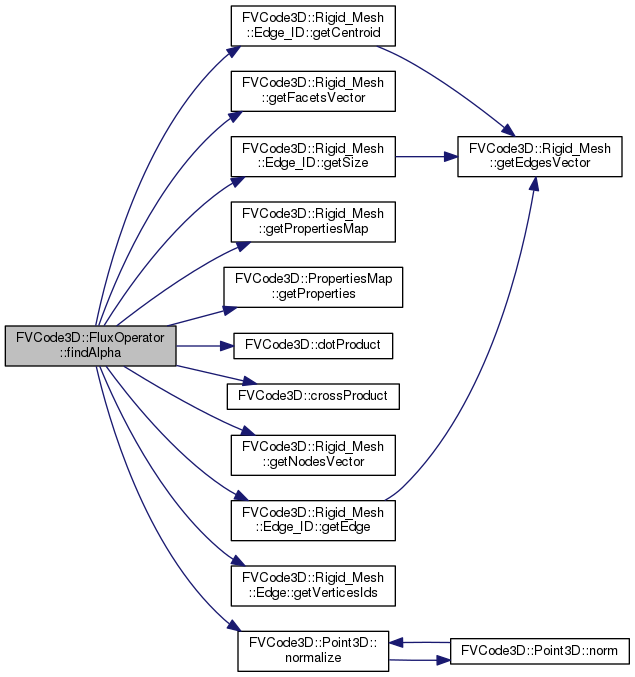 FVCode3D::FluxOperator
::findAlpha
FVCode3D::Rigid_Mesh
::Edge_ID::getCentroid
FVCode3D::Rigid_Mesh
::getFacetsVector
FVCode3D::Rigid_Mesh
::Edge_ID::getSize
FVCode3D::Rigid_Mesh
::getPropertiesMap
FVCode3D::PropertiesMap
::getProperties
FVCode3D::dotProduct
FVCode3D::crossProduct
FVCode3D::Rigid_Mesh
::getNodesVector
FVCode3D::Rigid_Mesh
::Edge_ID::getEdge
FVCode3D::Rigid_Mesh
::Edge::getVerticesIds
FVCode3D::Point3D::
normalize
FVCode3D::Rigid_Mesh
::getEdgesVector
FVCode3D::Point3D::norm